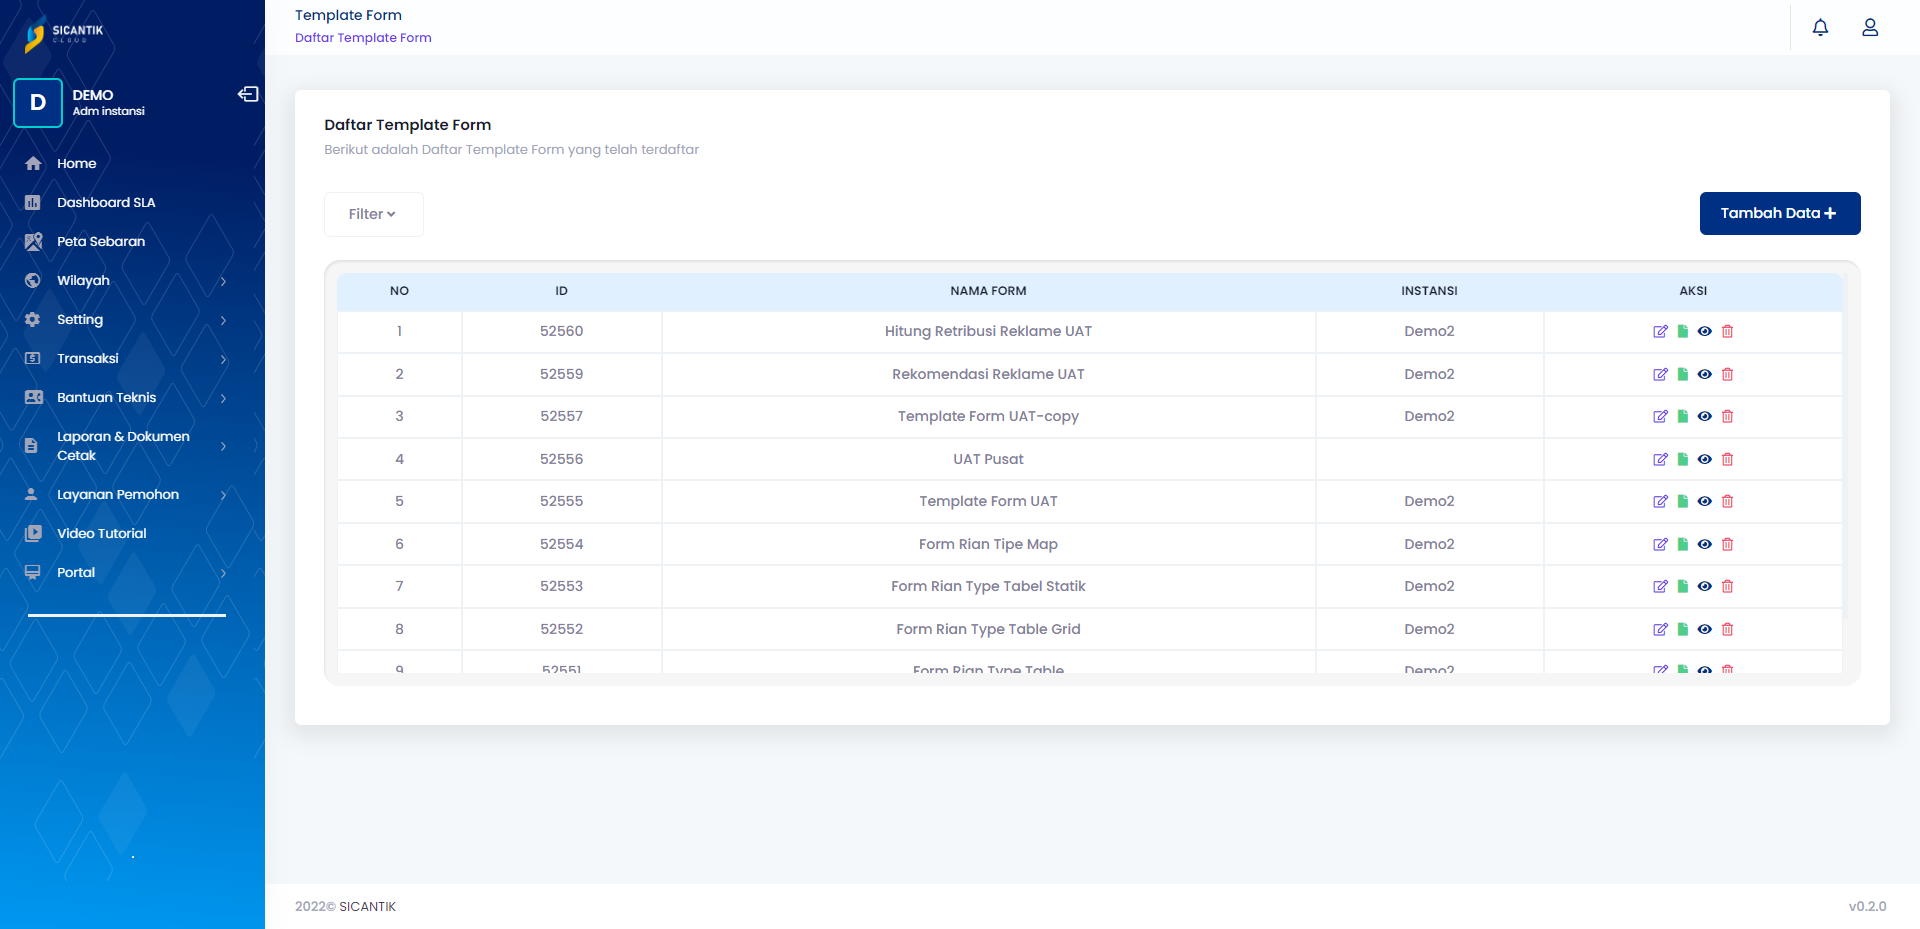 SICANTIK
CLOUD
D
DEMO
Adm instansi
Home
Dashboard SLA
Peta Sebaran
Wilayah
Setting
Transaksi
Bantuan Teknis
Laporan & Dokumen
Cetak
Layanan Pemohon
Video Tutorial
Portal
Template Form
Daftar Template Form
Daftar Template Form
Berikut adalah Daftar Template Form yang telah terdaftar
Filter
Tambah Data +
NO ID NAMA FORM INSTANSI AKSI
1 52560 Hitung Retribusi Reklame UAT Demo2
2 52559 Rekomendasi Reklame UAT Demo2
3 52557 Template Form UAT-copy Demo2
4 52556 UAT Pusat
5 52555 Template Form UAT Demo2
6 52554 Form Rian Tipe Map Demo2
7 52553 Form Rian Type Tabel Statik Demo2
8 52552 Form Rian Type Table Grid Demo2
9 52551 Form Rian Type Table Demo2
2022© SICANTIK
v0.2.0